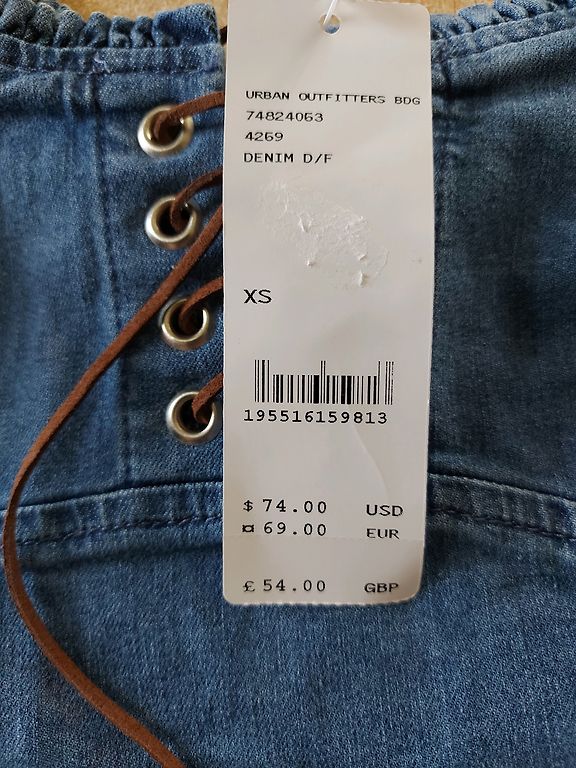 URBAN OUTFITTERS BDG
74824063
4269
DENIM D/F
XS
195516159813
$ 74.00 USD
¤ 69.00 EUR
£ 54.00 GBP